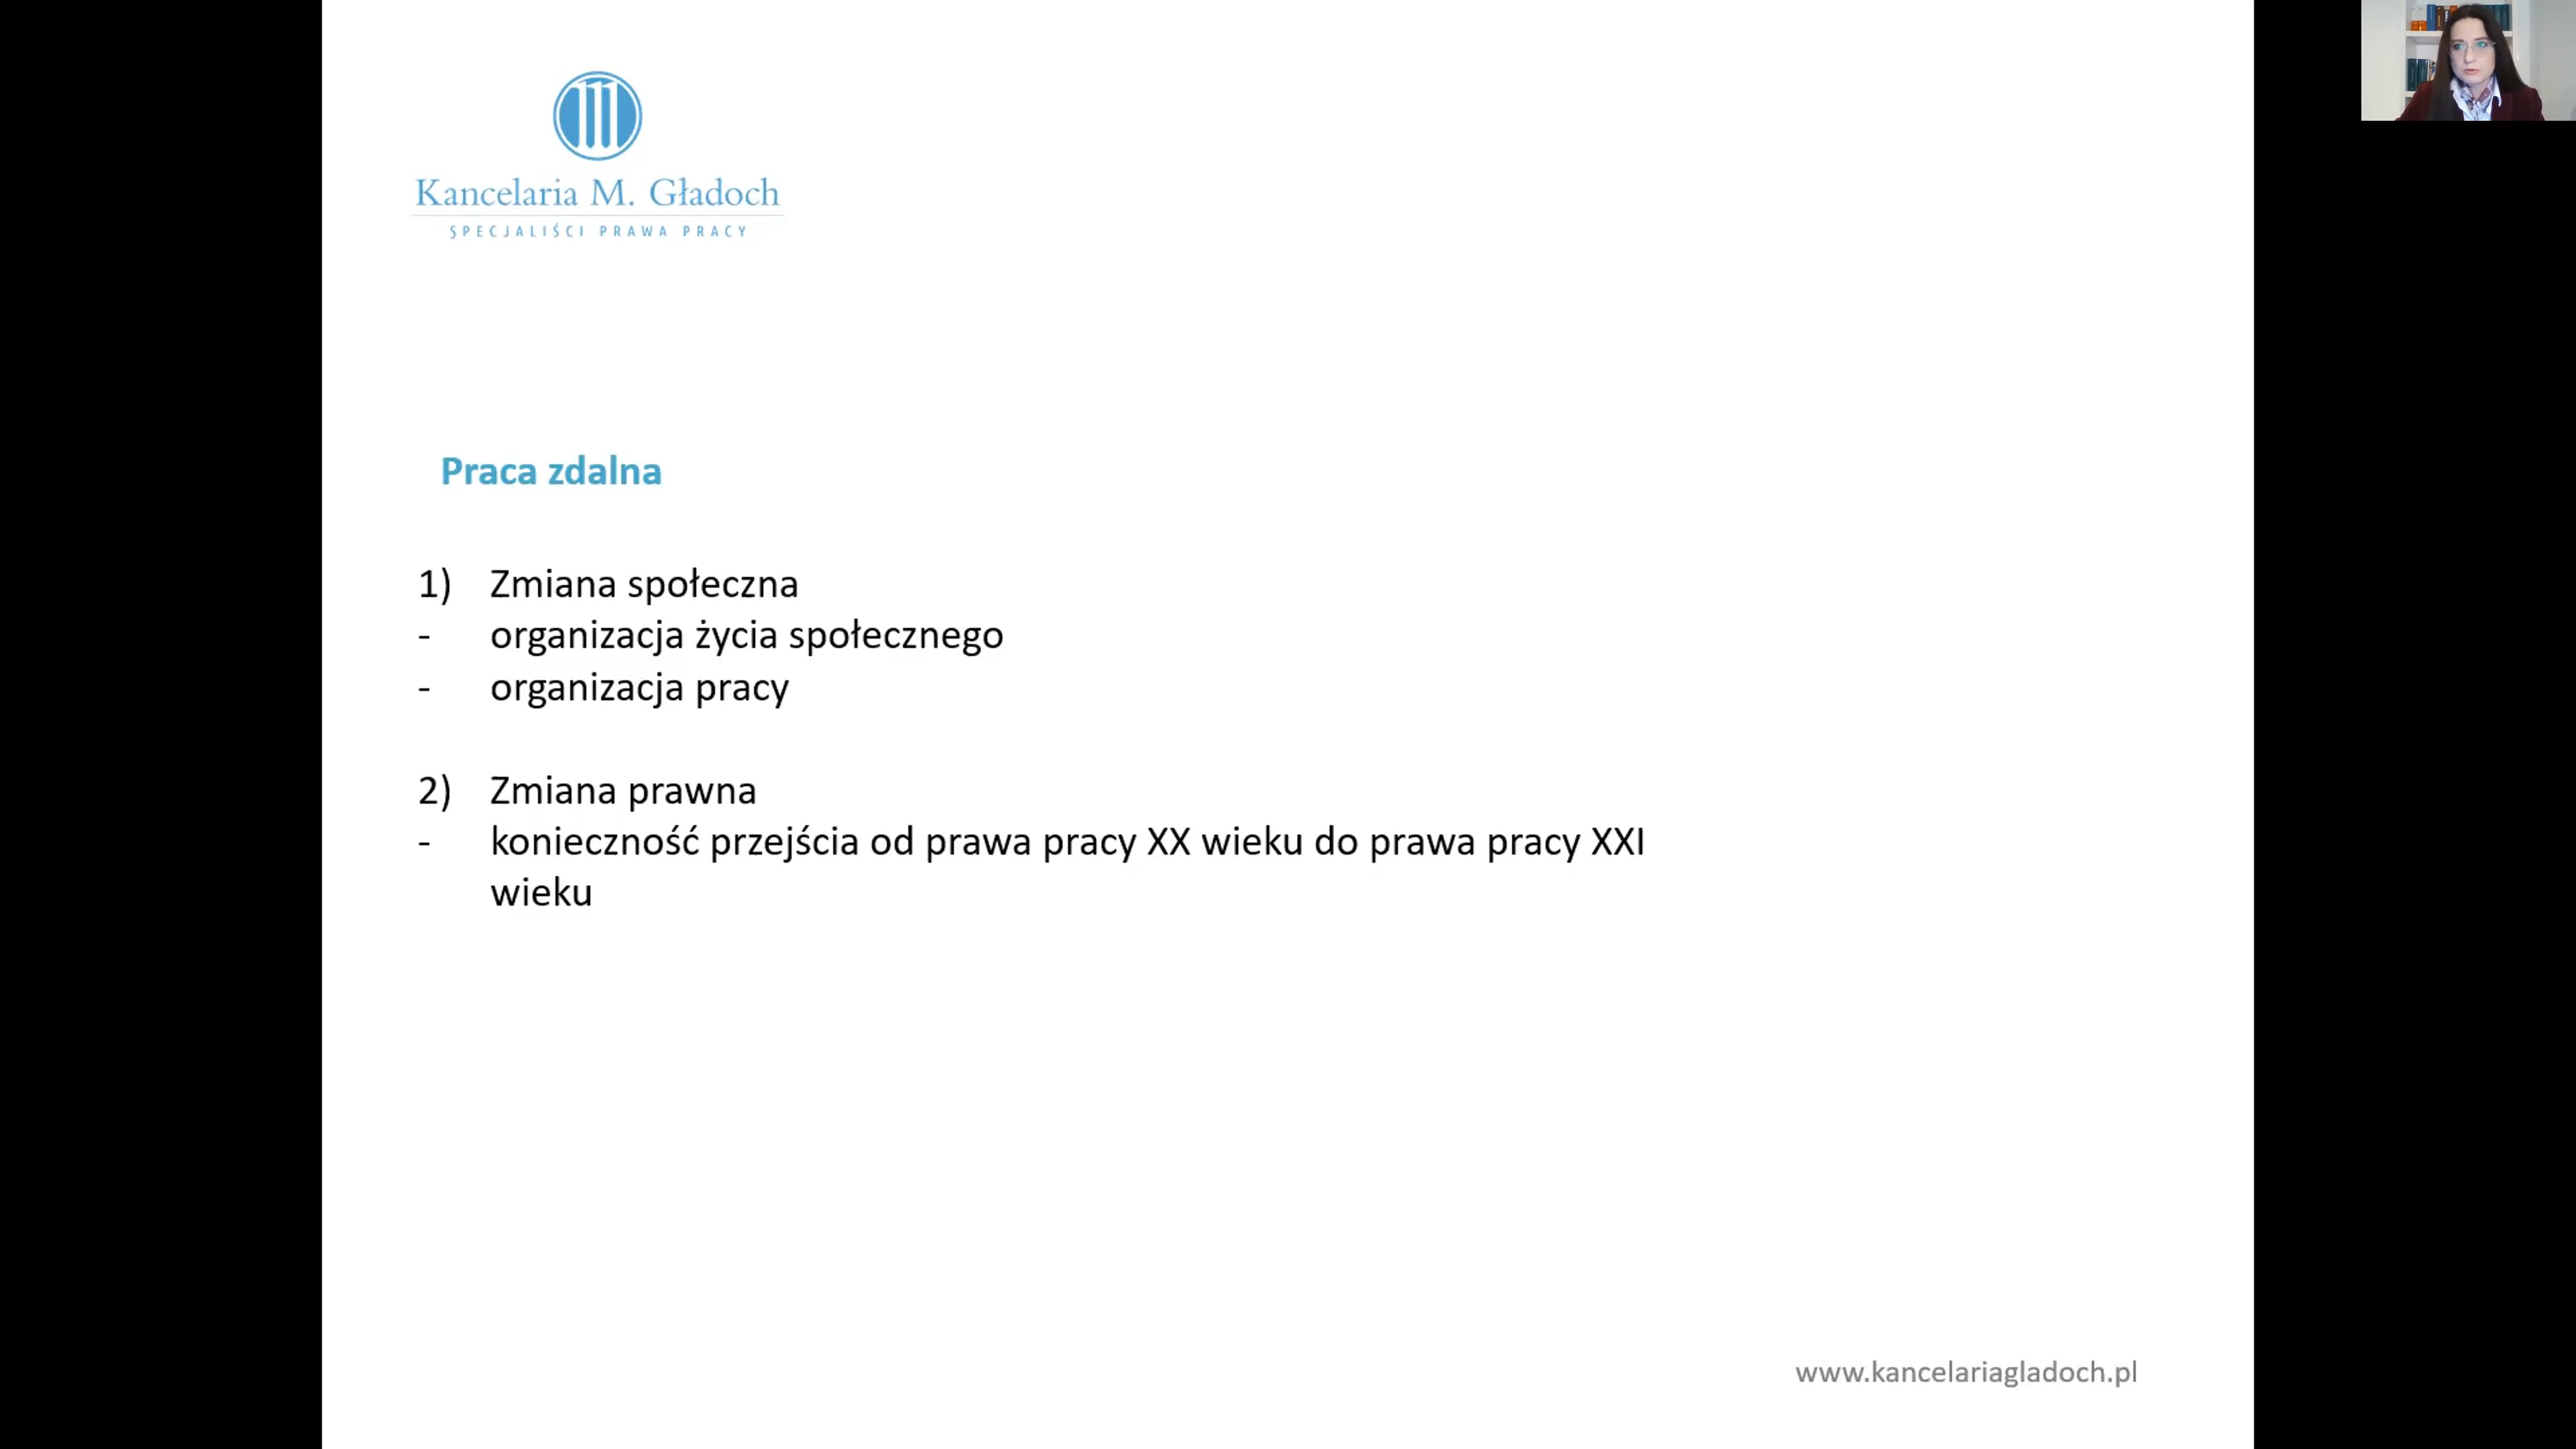 Kancelaria M. Gładoch
SPECJALIŚCI PRAWA PRACY
Praca zdalna
1) Zmiana społeczna
- organizacja życia społecznego
- organizacja pracy
2) Zmiana prawna
- konieczność przejścia od prawa pracy XX wieku do prawa pracy XXI
wieku
www.kancelariagladoch.pl